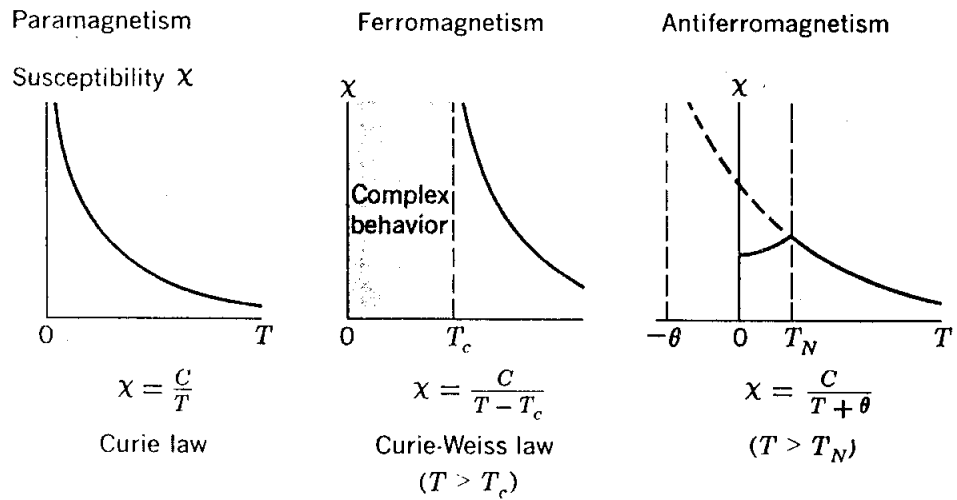 Paramagnetism
Susceptibility χ
0 T
χ = C/T
Curie law
Ferromagnetism
χ
Complex
behavior
0 T_c
χ = C/(T − T_c)
Curie-Weiss law
(T > T_c)
Antiferromagnetism
χ
−θ 0 T_N T
χ = C/(T + θ)
(T > T_N)